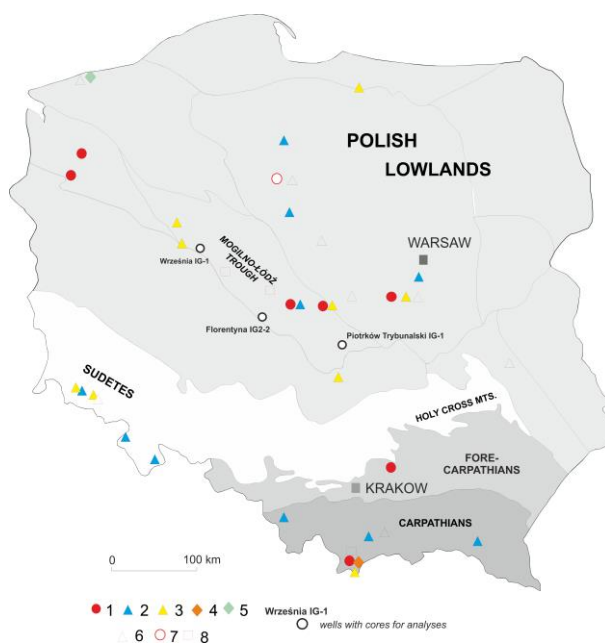 POLISH
LOWLANDS
WARSAW
MOGILNO-ŁÓDŹ
TROUGH
Września IG-1
Florentyna IG2-2
Piotrków Trybunalski IG-1
SUDETES
HOLY CROSS MTS.
FORE-
CARPATHIANS
KRAKOW
CARPATHIANS
0 100 km
1 2 3 4 5
6 7 8
Września IG-1
wells with cores for analyses